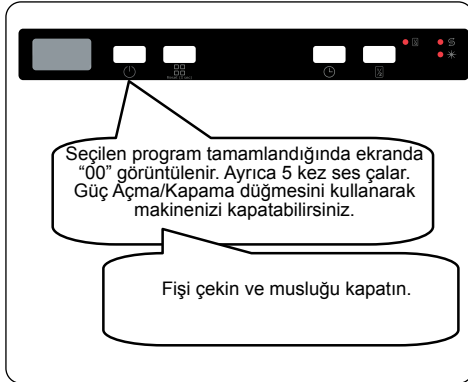 Seçilen program tamamlandığında ekranda
“00” görüntülenir. Ayrıca 5 kez ses çalar.
Güç Açma/Kapama düğmesini kullanarak
makinenizi kapatabilirsiniz.
Fişi çekin ve musluğu kapatın.